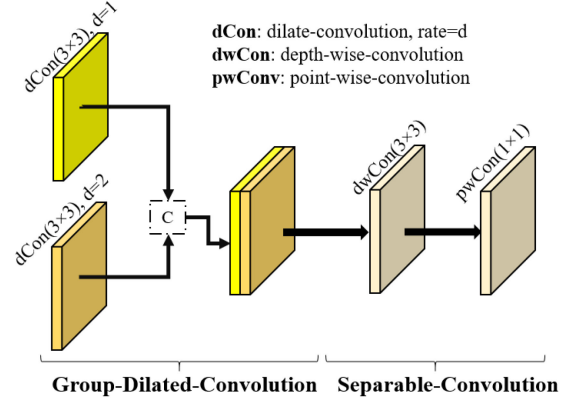 dCon(3×3), d=1
dCon: dilate-convolution, rate=d
dwCon: depth-wise-convolution
pwConv: point-wise-convolution
dCon(3×3), d=2
C
dwCon(3×3)
pwCon(1×1)
Group-Dilated-Convolution
Separable-Convolution